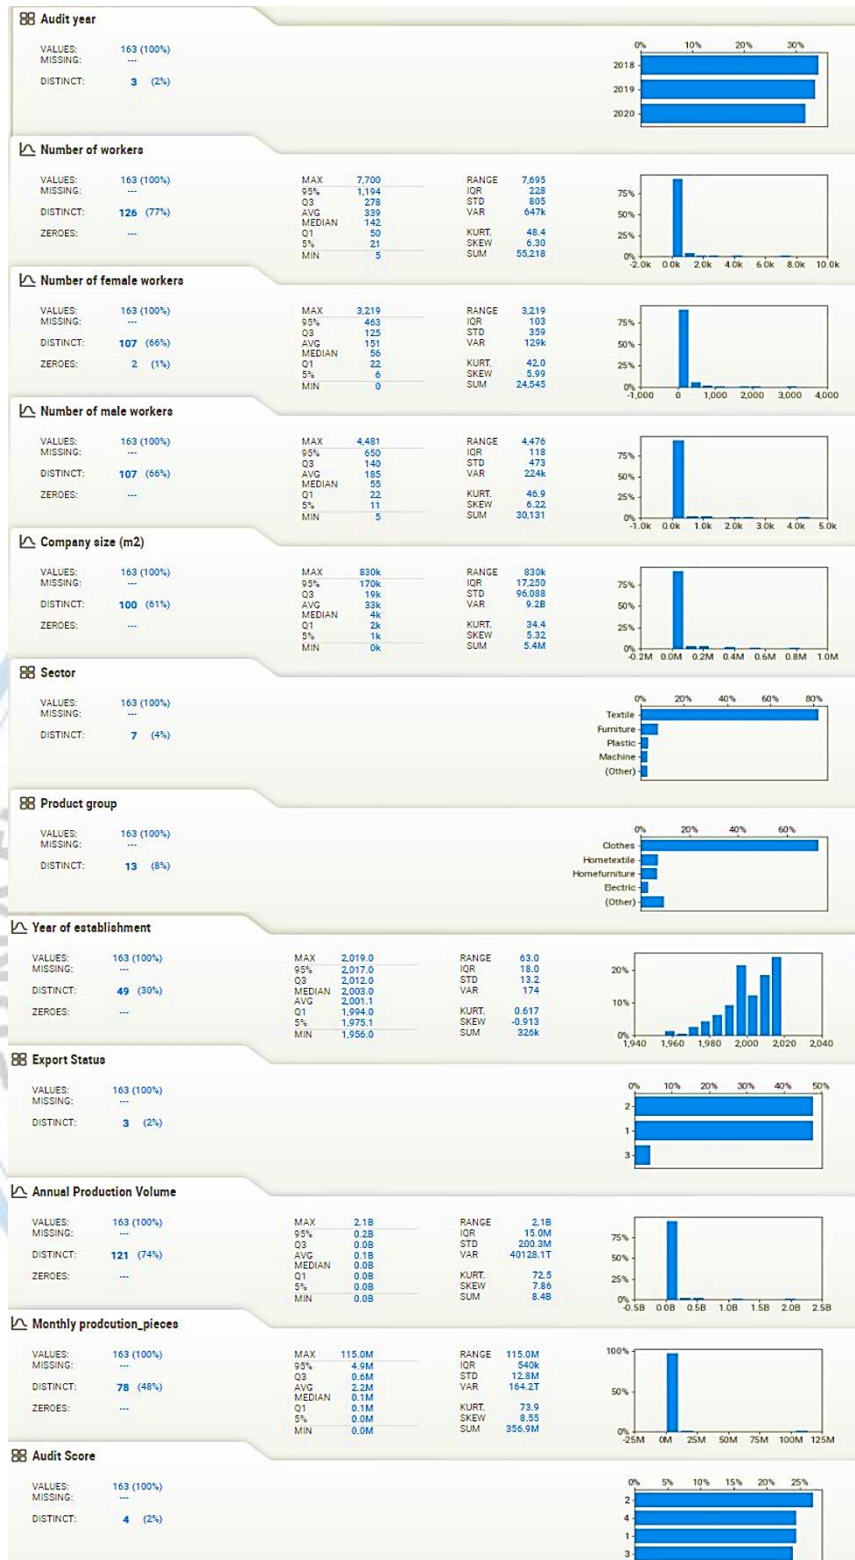 Audit year
VALUES: 163 (100%)
MISSING: ---
DISTINCT: 3 (2%)
0% 10% 20% 30%
2018
2019
2020
Number of workers
VALUES: 163 (100%)
MISSING: ---
DISTINCT: 126 (77%)
ZEROES: ---
MAX 7,700
95% 1,194
Q3 278
AVG 339
MEDIAN 142
Q1 50
5% 21
MIN 5
RANGE 7,695
IQR 228
STD 805
VAR 647k
KURT. 48.4
SKEW 6.30
SUM 55,218
75%
50%
25%
0%
-2.0k 0.0k 2.0k 4.0k 6.0k 8.0k 10.0k
Number of female workers
VALUES: 163 (100%)
MISSING: ---
DISTINCT: 107 (66%)
ZEROES: 2 (1%)
MAX 3,219
95% 463
Q3 125
AVG 151
MEDIAN 56
Q1 22
5% 6
MIN 0
RANGE 3,219
IQR 103
STD 359
VAR 129k
KURT. 42.0
SKEW 5.99
SUM 24,545
75%
50%
25%
0%
-1,000 0 1,000 2,000 3,000 4,000
Number of male workers
VALUES: 163 (100%)
MISSING: ---
DISTINCT: 107 (66%)
ZEROES: ---
MAX 4,481
95% 650
Q3 140
AVG 185
MEDIAN 55
Q1 22
5% 11
MIN 5
RANGE 4,476
IQR 118
STD 473
VAR 224k
KURT. 46.9
SKEW 6.22
SUM 30,131
75%
50%
25%
0%
-1.0k 0.0k 1.0k 2.0k 3.0k 4.0k 5.0k
Company size (m2)
VALUES: 163 (100%)
MISSING: ---
DISTINCT: 100 (61%)
ZEROES: ---
MAX 830k
95% 170k
Q3 19k
AVG 33k
MEDIAN 4k
Q1 2k
5% 1k
MIN 0k
RANGE 830k
IQR 17,250
STD 96,088
VAR 9.2B
KURT. 34.4
SKEW 5.32
SUM 5.4M
75%
50%
25%
0%
-0.2M 0.0M 0.2M 0.4M 0.6M 0.8M 1.0M
Sector
VALUES: 163 (100%)
MISSING: ---
DISTINCT: 7 (4%)
0% 20% 40% 60% 80%
Textile
Furniture
Plastic
Machine
(Other)
Product group
VALUES: 163 (100%)
MISSING: ---
DISTINCT: 13 (8%)
0% 20% 40% 60%
Clothes
Hometextile
Homefurniture
Electric
(Other)
Year of establishment
VALUES: 163 (100%)
MISSING: ---
DISTINCT: 49 (30%)
ZEROES: ---
MAX 2,019.0
95% 2,017.0
Q3 2,012.0
MEDIAN 2,003.0
AVG 2,001.1
Q1 1,994.0
5% 1,975.1
MIN 1,956.0
RANGE 63.0
IQR 18.0
STD 13.2
VAR 174
KURT. 0.617
SKEW -0.913
SUM 326k
20%
10%
0%
1,940 1,960 1,980 2,000 2,020 2,040
Export Status
VALUES: 163 (100%)
MISSING: ---
DISTINCT: 3 (2%)
0% 10% 20% 30% 40% 50%
2
1
3
Annual Production Volume
VALUES: 163 (100%)
MISSING: ---
DISTINCT: 121 (74%)
ZEROES: ---
MAX 2.1B
95% 0.2B
Q3 0.0B
AVG 0.1B
MEDIAN 0.0B
Q1 0.0B
5% 0.0B
MIN 0.0B
RANGE 2.1B
IQR 15.0M
STD 200.3M
VAR 40128.1T
KURT. 72.5
SKEW 7.86
SUM 8.4B
75%
50%
25%
0%
-0.5B 0.0B 0.5B 1.0B 1.5B 2.0B 2.5B
Monthly prodcution_pieces
VALUES: 163 (100%)
MISSING: ---
DISTINCT: 78 (48%)
ZEROES: ---
MAX 115.0M
95% 4.9M
Q3 0.6M
AVG 2.2M
MEDIAN 0.1M
Q1 0.1M
5% 0.0M
MIN 0.0M
RANGE 115.0M
IQR 540k
STD 12.8M
VAR 164.2T
KURT. 73.9
SKEW 8.55
SUM 356.9M
100%
50%
0%
-25M 0M 25M 50M 75M 100M 125M
Audit Score
VALUES: 163 (100%)
MISSING: ---
DISTINCT: 4 (2%)
0% 5% 10% 15% 20% 25%
2
4
1
3